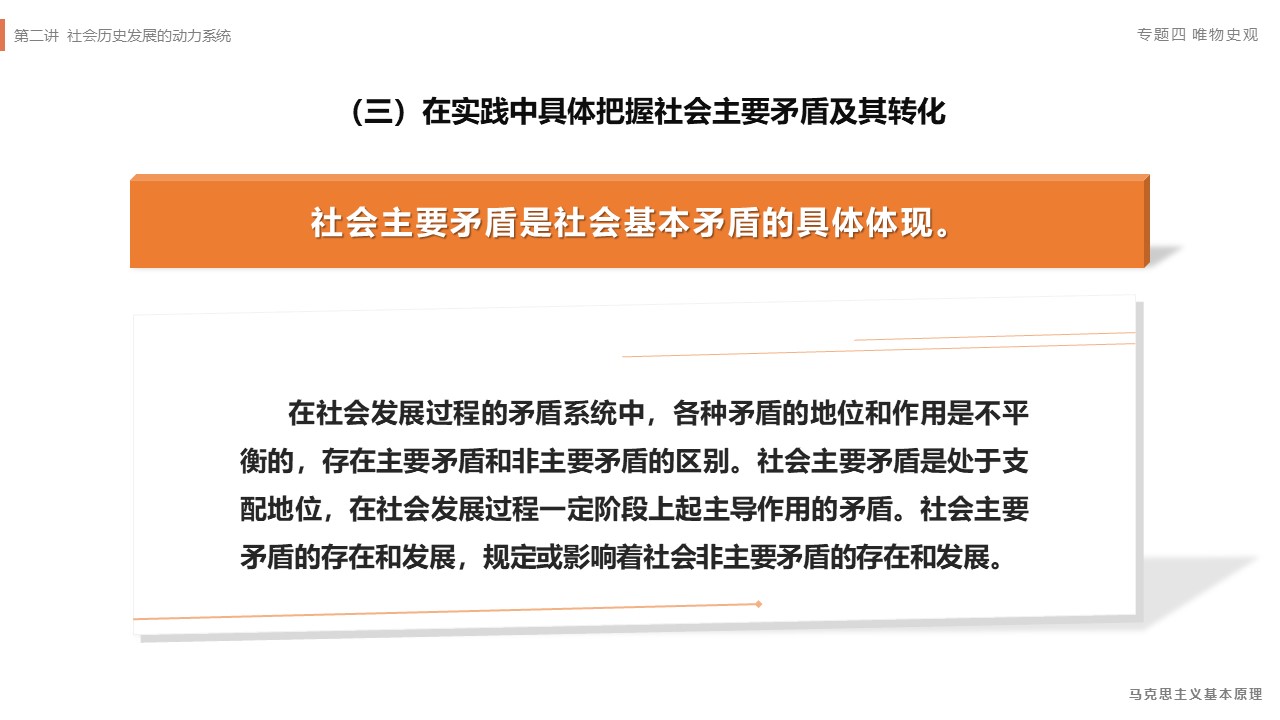 第二讲 社会历史发展的动力系统
专题四 唯物史观
（三）在实践中具体把握社会主要矛盾及其转化
社会主要矛盾是社会基本矛盾的具体体现。
在社会发展过程的矛盾系统中，各种矛盾的地位和作用是不平
衡的，存在主要矛盾和非主要矛盾的区别。社会主要矛盾是处于支
配地位，在社会发展过程一定阶段上起主导作用的矛盾。社会主要
矛盾的存在和发展，规定或影响着社会非主要矛盾的存在和发展。
马克思主义基本原理